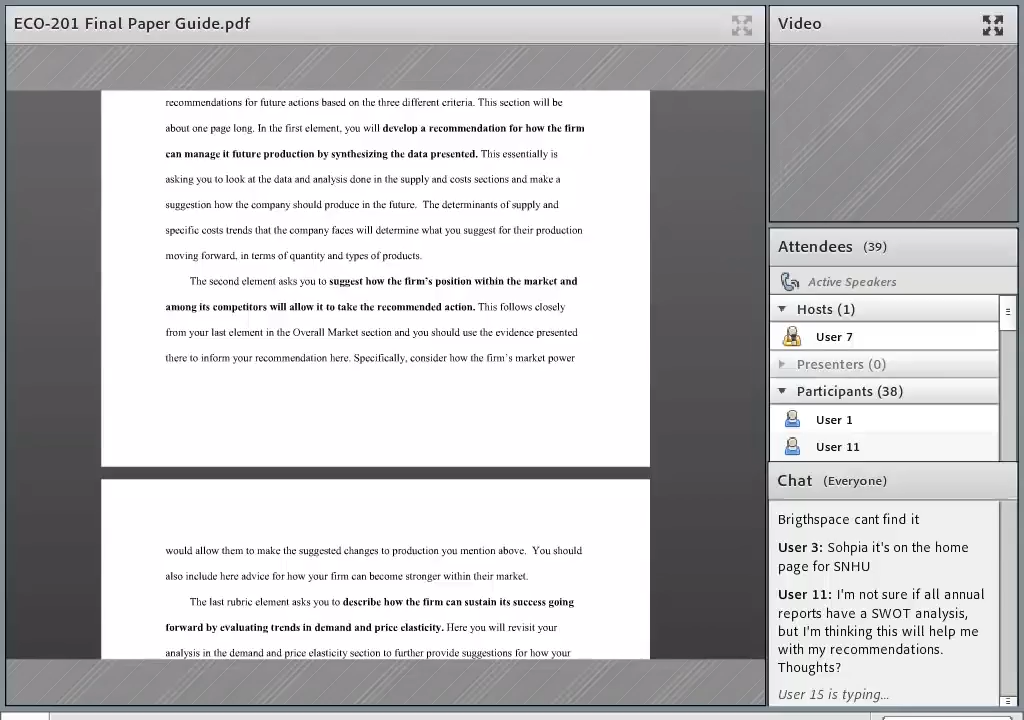 ECO-201 Final Paper Guide.pdf
recommendations for future actions based on the three different criteria. This section will be
about one page long. In the first element, you will develop a recommendation for how the firm
can manage it future production by synthesizing the data presented. This essentially is
asking you to look at the data and analysis done in the supply and costs sections and make a
suggestion how the company should produce in the future.  The determinants of supply and
specific costs trends that the company faces will determine what you suggest for their production
moving forward, in terms of quantity and types of products.
The second element asks you to suggest how the firm's position within the market and
among its competitors will allow it to take the recommended action. This follows closely
from your last element in the Overall Market section and you should use the evidence presented
there to inform your recommendation here. Specifically, consider how the firm's market power
would allow them to make the suggested changes to production you mention above.  You should
also include here advice for how your firm can become stronger within their market.
The last rubric element asks you to describe how the firm can sustain its success going
forward by evaluating trends in demand and price elasticity. Here you will revisit your
analysis in the demand and price elasticity section to further provide suggestions for how your
Video
Attendees (39)
Active Speakers
Hosts (1)
User 7
Presenters (0)
Participants (38)
User 1
User 11
Chat (Everyone)
Brigthspace cant find it
User 3: Sohpia it's on the home
page for SNHU
User 11: I'm not sure if all annual
reports have a SWOT analysis,
but I'm thinking this will help me
with my recommendations.
Thoughts?
User 15 is typing...